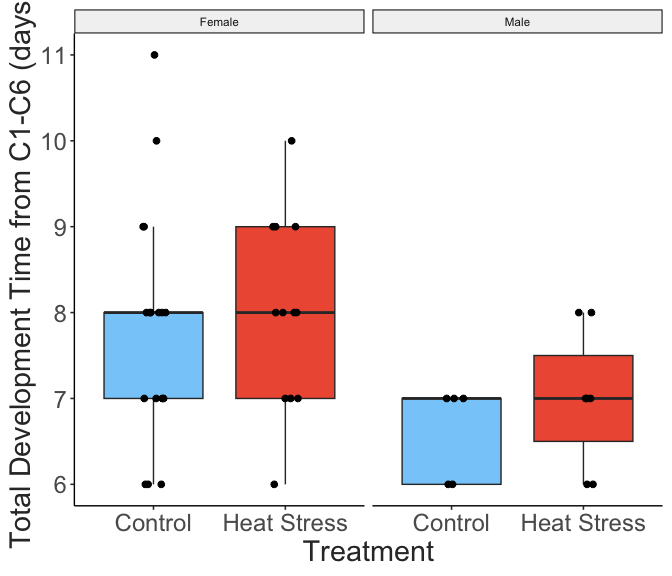 Female
Male
Total Development Time from C1-C6 (days
11
10
9
8
7
6
Control
Heat Stress
Control
Heat Stress
Treatment